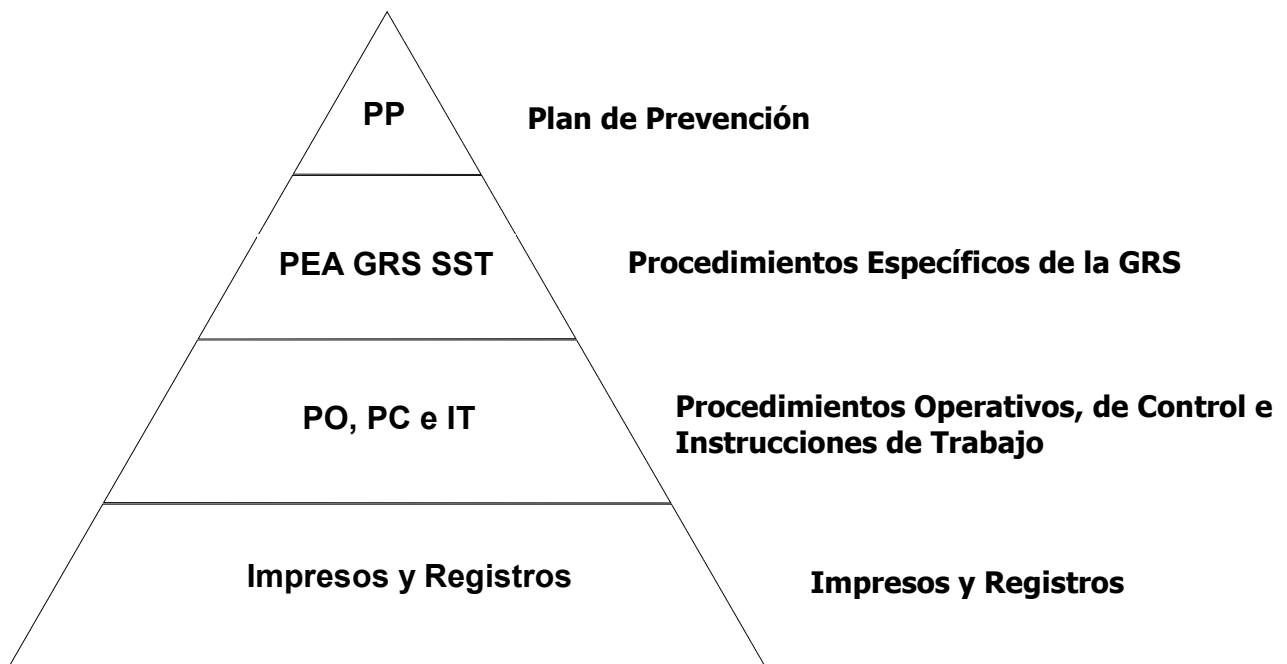 PP
Plan de Prevención
PEA GRS SST
Procedimientos Específicos de la GRS
PO, PC e IT
Procedimientos Operativos, de Control e
Instrucciones de Trabajo
Impresos y Registros
Impresos y Registros